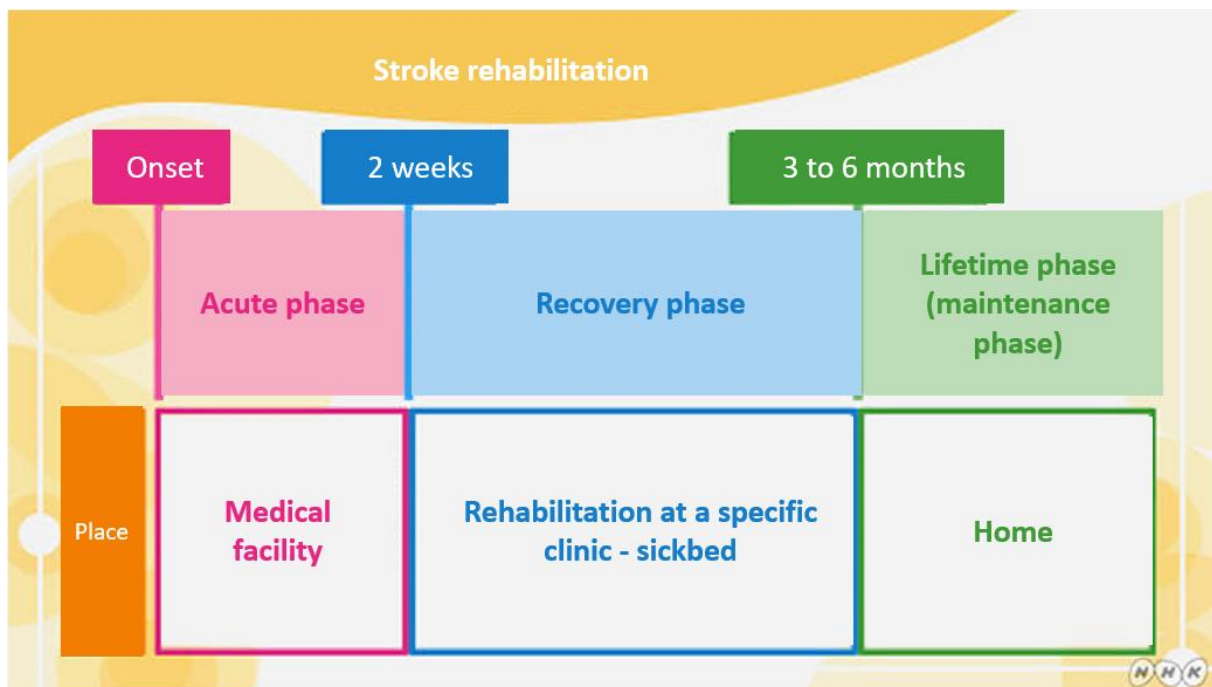 Stroke rehabilitation
Onset
2 weeks
3 to 6 months
Acute phase
Recovery phase
Lifetime phase
(maintenance
phase)
Place
Medical
facility
Rehabilitation at a specific
clinic - sickbed
Home
NHK